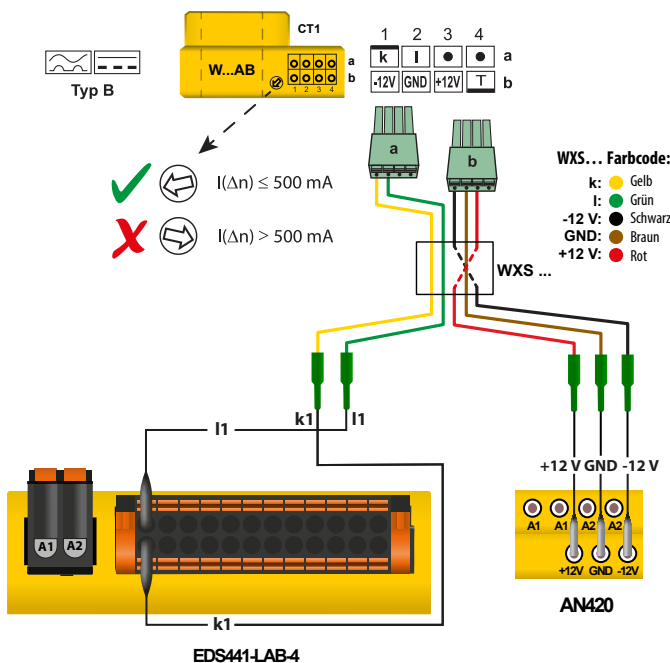 CT1
W...AB
a
b
1 2 3 4
Typ B
1 2 3 4
k l a
-12V GND +12V T b
I(Δn) ≤ 500 mA
I(Δn) > 500 mA
a
b
WXS... Farbcode:
k: Gelb
l: Grün
-12 V: Schwarz
GND: Braun
+12 V: Rot
WXS ...
k1 l1
l1
k1
A1 A2
EDS441-LAB-4
+12 V GND -12 V
A1 A1 A2 A2
+12V GND -12V
AN420